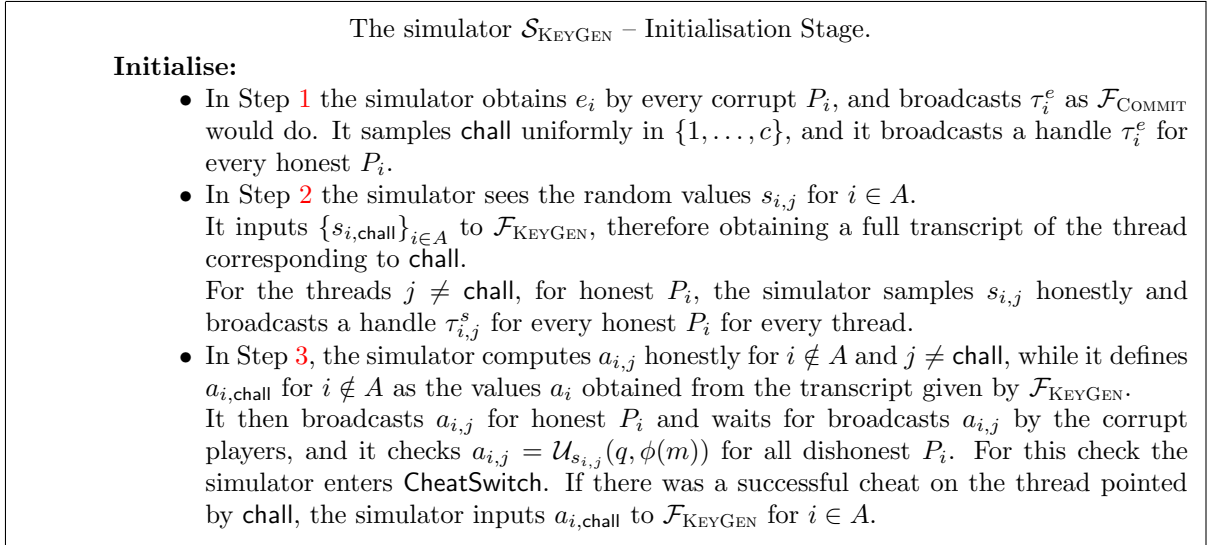 The simulator 𝒮_KeyGen – Initialisation Stage.
Initialise:
• In Step 1 the simulator obtains e_i by every corrupt P_i, and broadcasts τ_i^e as ℱ_Commit
would do. It samples chall uniformly in {1, . . . , c}, and it broadcasts a handle τ_i^e for
every honest P_i.
• In Step 2 the simulator sees the random values s_{i,j} for i ∈ A.
It inputs {s_{i,chall}}_{i∈A} to ℱ_KeyGen, therefore obtaining a full transcript of the thread
corresponding to chall.
For the threads j ≠ chall, for honest P_i, the simulator samples s_{i,j} honestly and
broadcasts a handle τ_{i,j}^s for every honest P_i for every thread.
• In Step 3, the simulator computes a_{i,j} honestly for i ∉ A and j ≠ chall, while it defines
a_{i,chall} for i ∉ A as the values a_i obtained from the transcript given by ℱ_KeyGen.
It then broadcasts a_{i,j} for honest P_i and waits for broadcasts a_{i,j} by the corrupt
players, and it checks a_{i,j} = 𝒰_{s_{i,j}}(q, ϕ(m)) for all dishonest P_i. For this check the
simulator enters CheatSwitch. If there was a successful cheat on the thread pointed
by chall, the simulator inputs a_{i,chall} to ℱ_KeyGen for i ∈ A.